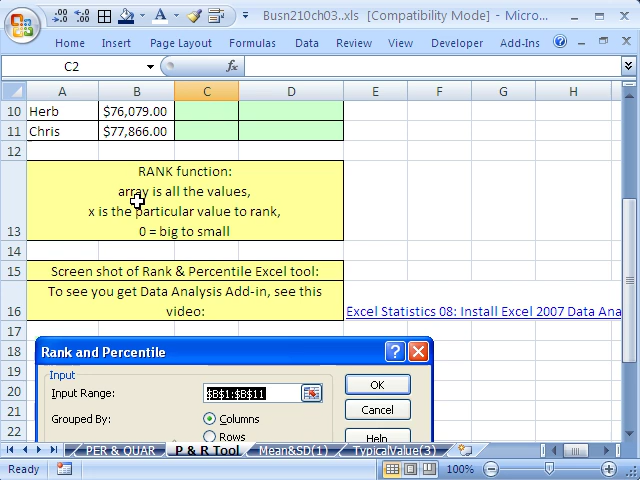 Busn210ch03..xls [Compatibility Mode] - Micro...
Home Insert Page Layout Formulas Data Review View Developer Add-Ins
C2 fx
A B C D E F G H
10 Herb $76,079.00
11 Chris $77,866.00
12
RANK function:
array is all the values,
x is the particular value to rank,
13 0 = big to small
14
15 Screen shot of Rank & Percentile Excel tool:
To see you get Data Analysis Add-in, see this
16 video: Excel Statistics 08: Install Excel 2007 Data Ana
17
18 Rank and Percentile
19 Input
20 Input Range: $B$1:$B$11 OK
21 Grouped By: Columns Cancel
22 Rows Help
PER & QUAR P & R Tool Mean&SD(1) TypicalValue(3)
Ready 100%